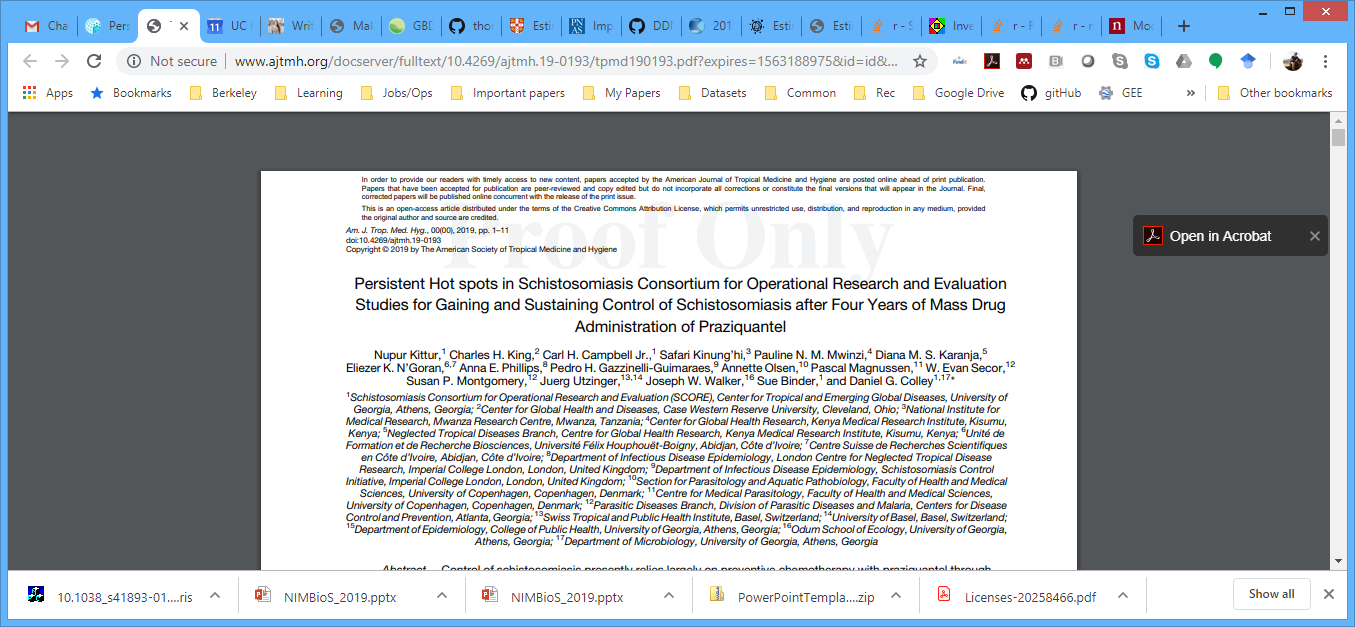 Cha
Pers
UC
Writ
Mak
GBD
tho
Esti
Imp
DDI
201
Esti
Esti
r - S
Inve
r - F
r - r
Mod
Not secure
www.ajtmh.org/docserver/fulltext/10.4269/ajtmh.19-0193/tpmd190193.pdf?expires=1563188975&id=id&...
Apps
Bookmarks
Berkeley
Learning
Jobs/Ops
Important papers
My Papers
Datasets
Common
Rec
Google Drive
gitHub
GEE
»
Other bookmarks
Proof Only
In order to provide our readers with timely access to new content, papers accepted by the American Journal of Tropical Medicine and Hygiene are posted online ahead of print publication.
Papers that have been accepted for publication are peer-reviewed and copy edited but do not incorporate all corrections or constitute the final versions that will appear in the Journal. Final,
corrected papers will be published online concurrent with the release of the print issue.
This is an open-access article distributed under the terms of the Creative Commons Attribution License, which permits unrestricted use, distribution, and reproduction in any medium, provided
the original author and source are credited.
Am. J. Trop. Med. Hyg., 00(00), 2019, pp. 1–11
doi:10.4269/ajtmh.19-0193
Copyright © 2019 by The American Society of Tropical Medicine and Hygiene
Open in Acrobat
Persistent Hot spots in Schistosomiasis Consortium for Operational Research and Evaluation
Studies for Gaining and Sustaining Control of Schistosomiasis after Four Years of Mass Drug
Administration of Praziquantel
Nupur Kittur,1 Charles H. King,2 Carl H. Campbell Jr.,1 Safari Kinung'hi,3 Pauline N. M. Mwinzi,4 Diana M. S. Karanja,5
Eliezer K. N'Goran,6,7 Anna E. Phillips,8 Pedro H. Gazzinelli-Guimaraes,9 Annette Olsen,10 Pascal Magnussen,11 W. Evan Secor,12
Susan P. Montgomery,12 Juerg Utzinger,13,14 Joseph W. Walker,16 Sue Binder,1 and Daniel G. Colley1,17*
1Schistosomiasis Consortium for Operational Research and Evaluation (SCORE), Center for Tropical and Emerging Global Diseases, University of
Georgia, Athens, Georgia; 2Center for Global Health and Diseases, Case Western Reserve University, Cleveland, Ohio; 3National Institute for
Medical Research, Mwanza Research Centre, Mwanza, Tanzania; 4Center for Global Health Research, Kenya Medical Research Institute, Kisumu,
Kenya; 5Neglected Tropical Diseases Branch, Centre for Global Health Research, Kenya Medical Research Institute, Kisumu, Kenya; 6Unité de
Formation et de Recherche Biosciences, Université Félix Houphouët-Boigny, Abidjan, Côte d'Ivoire; 7Centre Suisse de Recherches Scientifiques
en Côte d'Ivoire, Abidjan, Côte d'Ivoire; 8Department of Infectious Disease Epidemiology, London Centre for Neglected Tropical Disease
Research, Imperial College London, London, United Kingdom; 9Department of Infectious Disease Epidemiology, Schistosomiasis Control
Initiative, Imperial College London, London, United Kingdom; 10Section for Parasitology and Aquatic Pathobiology, Faculty of Health and Medical
Sciences, University of Copenhagen, Copenhagen, Denmark; 11Centre for Medical Parasitology, Faculty of Health and Medical Sciences,
University of Copenhagen, Copenhagen, Denmark; 12Parasitic Diseases Branch, Division of Parasitic Diseases and Malaria, Centers for Disease
Control and Prevention, Atlanta, Georgia; 13Swiss Tropical and Public Health Institute, Basel, Switzerland; 14University of Basel, Basel, Switzerland;
15Department of Epidemiology, College of Public Health, University of Georgia, Athens, Georgia; 16Odum School of Ecology, University of Georgia,
Athens, Georgia; 17Department of Microbiology, University of Georgia, Athens, Georgia
Abstract. Control of schistosomiasis presently relies largely on preventive chemotherapy with praziquantel through
10.1038_s41893-01....ris
NIMBioS_2019.pptx
NIMBioS_2019.pptx
PowerPointTempla....zip
Licenses-20258466.pdf
Show all